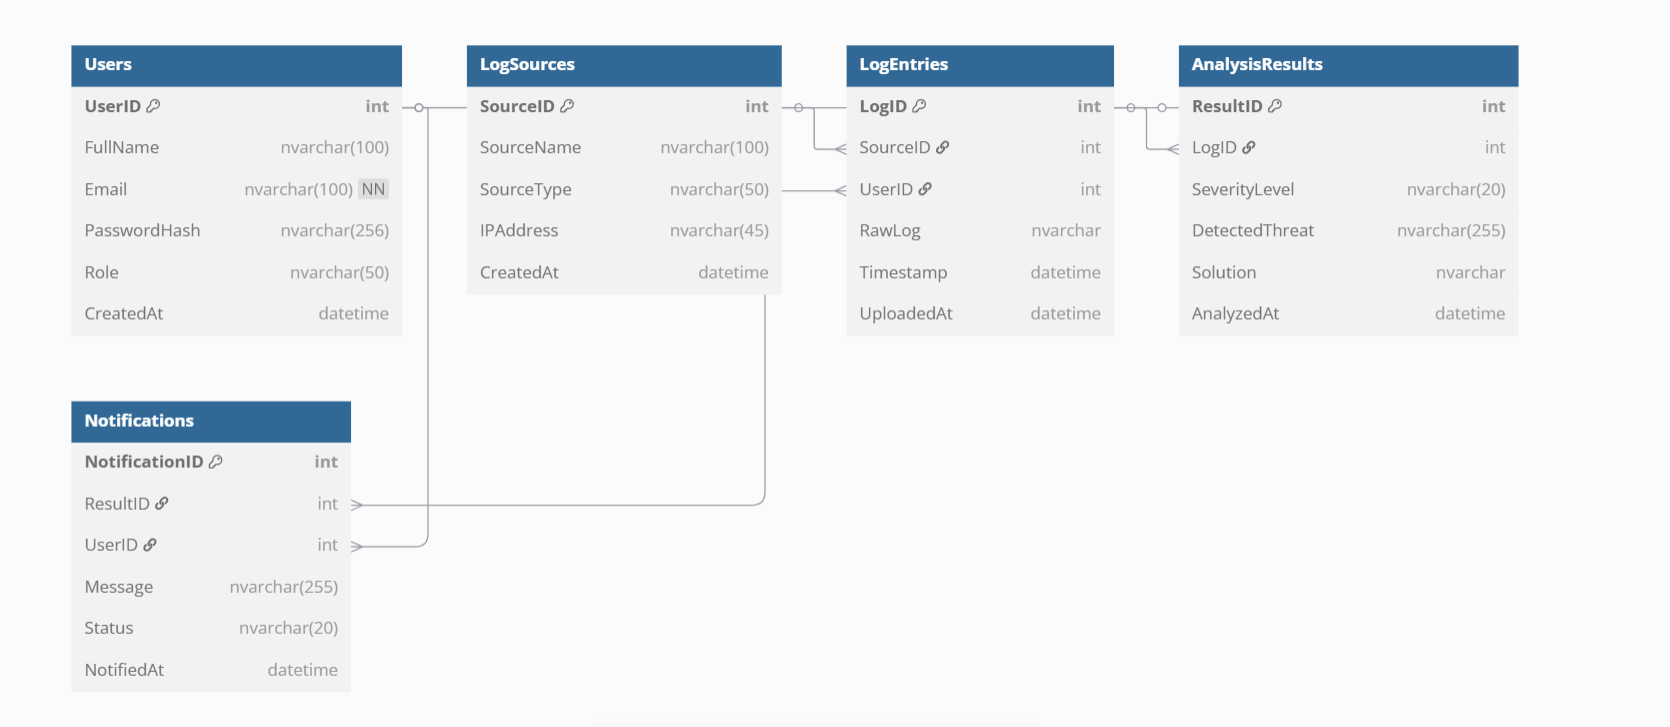 Users
UserID int
FullName nvarchar(100)
Email nvarchar(100) NN
PasswordHash nvarchar(256)
Role nvarchar(50)
CreatedAt datetime
LogSources
SourceID int
SourceName nvarchar(100)
SourceType nvarchar(50)
IPAddress nvarchar(45)
CreatedAt datetime
LogEntries
LogID int
SourceID int
UserID int
RawLog nvarchar
Timestamp datetime
UploadedAt datetime
AnalysisResults
ResultID int
LogID int
SeverityLevel nvarchar(20)
DetectedThreat nvarchar(255)
Solution nvarchar
AnalyzedAt datetime
Notifications
NotificationID int
ResultID int
UserID int
Message nvarchar(255)
Status nvarchar(20)
NotifiedAt datetime